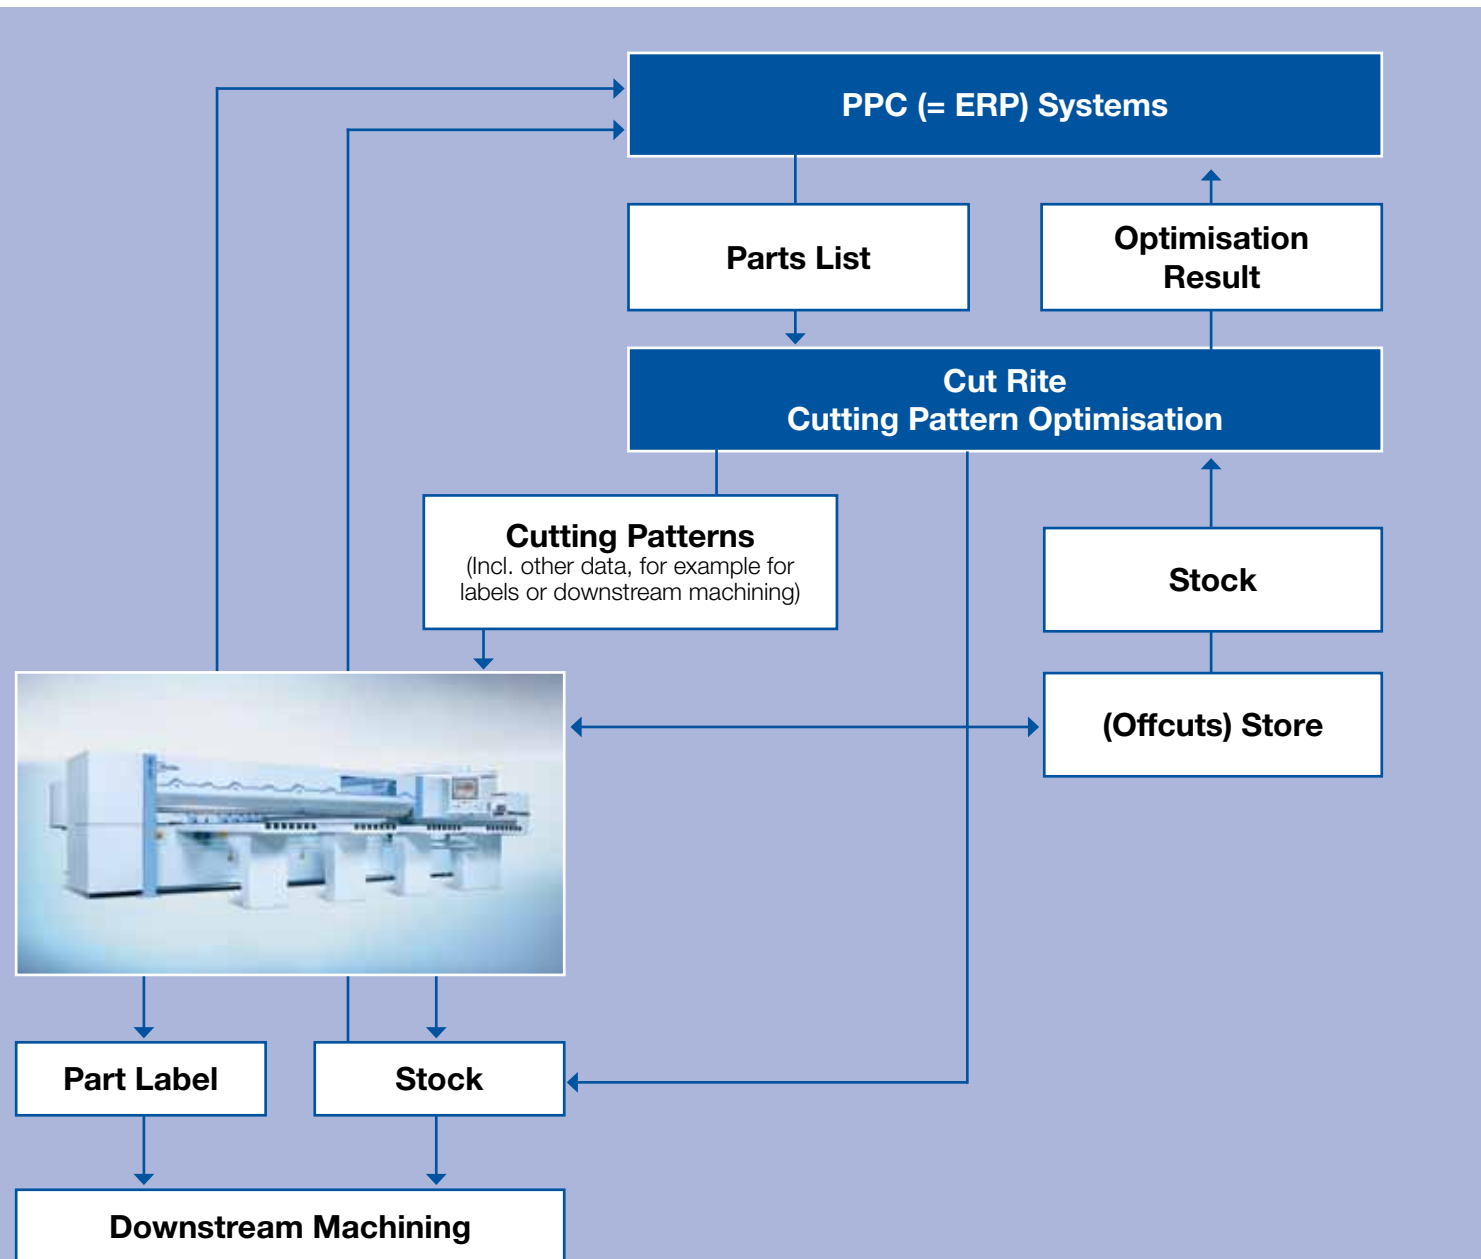 PPC (= ERP) Systems
Parts List
Optimisation
Result
Cut Rite
Cutting Pattern Optimisation
Cutting Patterns
(Incl. other data, for example for
labels or downstream machining)
Stock
(Offcuts) Store
Part Label
Stock
Downstream Machining